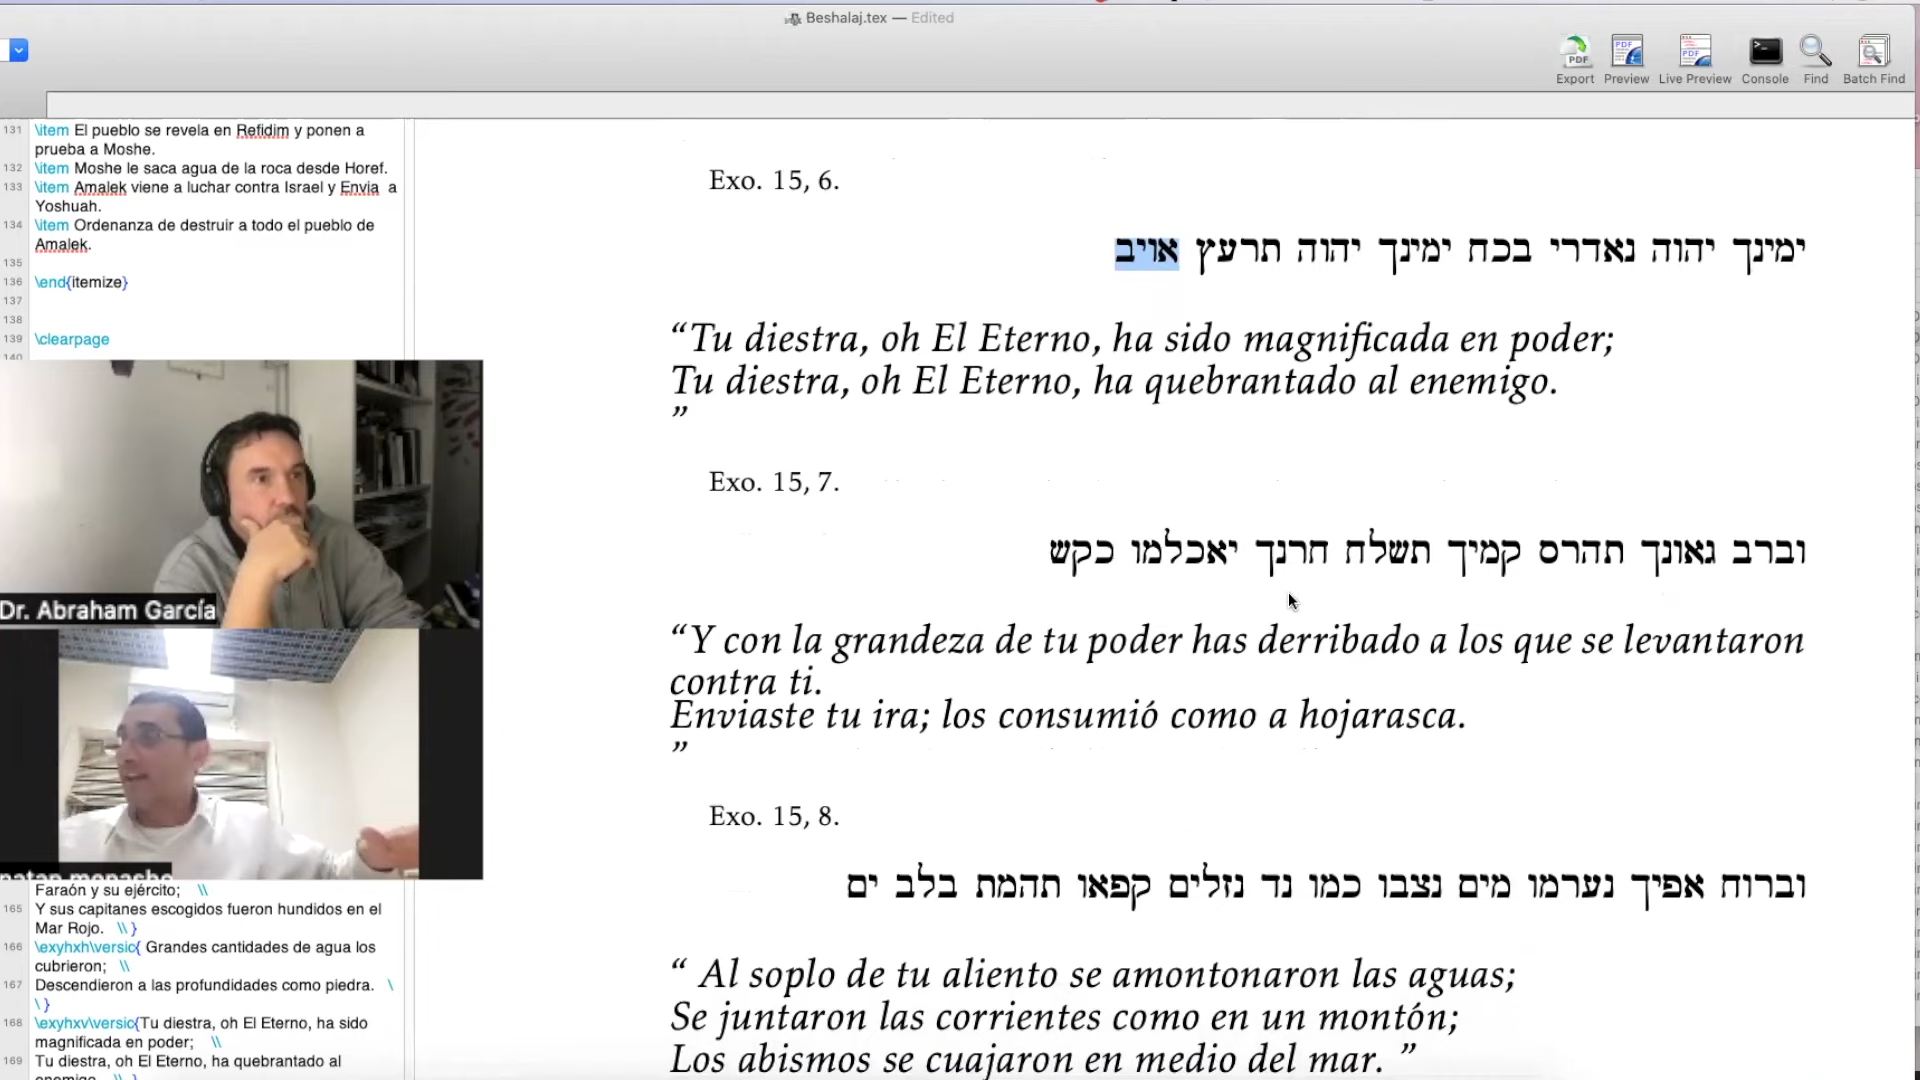 Beshalaj.tex — Edited
Export Preview Live Preview Console Find Batch Find
131 \item El pueblo se revela en Refidim y ponen a
prueba a Moshe.
132 \item Moshe le saca agua de la roca desde Horef.
133 \item Amalek viene a luchar contra Israel y Envia a
Yoshuah.
134 \item Ordenanza de destruir a todo el pueblo de
Amalek.
135
136 \end{itemize}
137
138
139 \clearpage
140
Dr. Abraham García
natan menashe
Faraón y su ejército; \\
165 Y sus capitanes escogidos fueron hundidos en el
Mar Rojo. \\ }
166 \exyhxh\versic{ Grandes cantidades de agua los
cubrieron; \\
167 Descendieron a las profundidades como piedra. \
\ }
168 \exyhxv\versic{Tu diestra, oh El Eterno, ha sido
magnificada en poder; \\
169 Tu diestra, oh El Eterno, ha quebrantado al
enemigo. \\ }
Exo. 15, 6.
ימינך יהוה נאדרי בכח ימינך יהוה תרעץ אויב
“Tu diestra, oh El Eterno, ha sido magnificada en poder;
Tu diestra, oh El Eterno, ha quebrantado al enemigo.
”
Exo. 15, 7.
וברב גאונך תהרס קמיך תשלח חרנך יאכלמו כקש
“Y con la grandeza de tu poder has derribado a los que se levantaron
contra ti.
Enviaste tu ira; los consumió como a hojarasca.
”
Exo. 15, 8.
וברוח אפיך נערמו מים נצבו כמו נד נזלים קפאו תהמת בלב ים
“ Al soplo de tu aliento se amontonaron las aguas;
Se juntaron las corrientes como en un montón;
Los abismos se cuajaron en medio del mar. ”